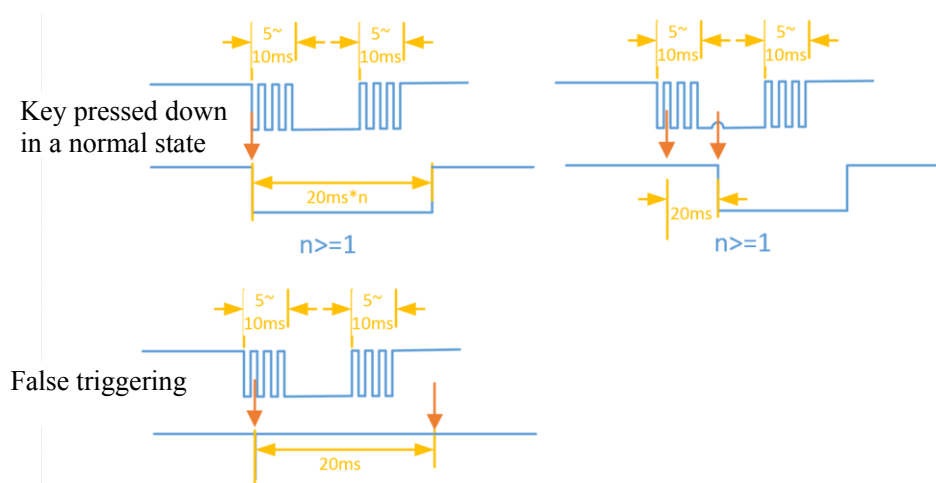 5~
10ms
5~
10ms
5~
10ms
5~
10ms
Key pressed down
in a normal state
20ms*n
20ms
n>=1
n>=1
5~
10ms
5~
10ms
False triggering
20ms